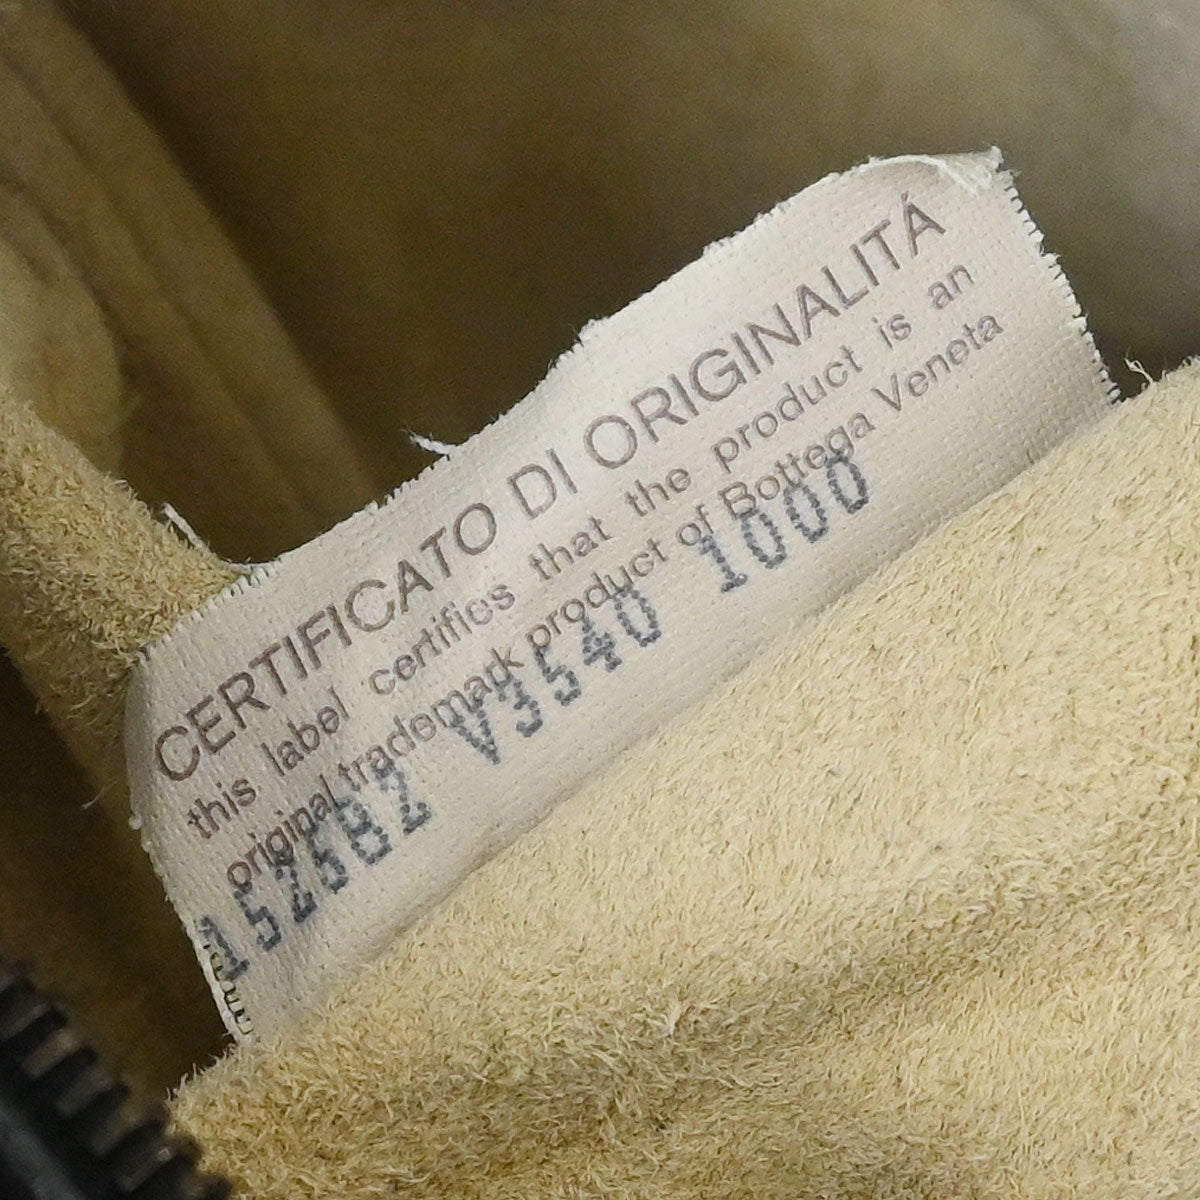 CERTIFICATO DI ORIGINALITÁ
this label certifies that the product is an
original trademark product of Bottega Veneta
V3540 1000